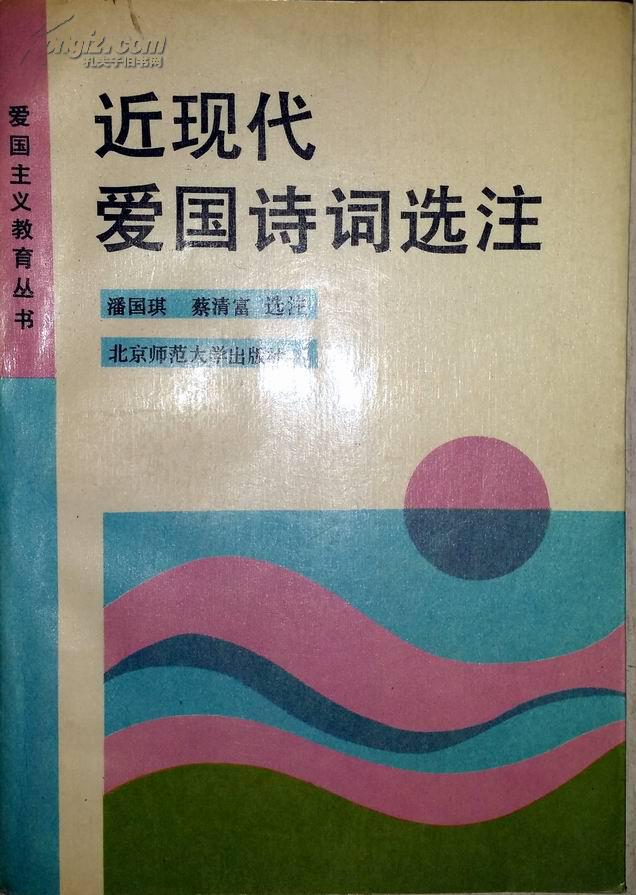 Kongfz.com
孔夫子旧书网
爱国主义教育丛书
近现代
爱国诗词选注
潘国琪 蔡清富 选注
北京师范大学出版社